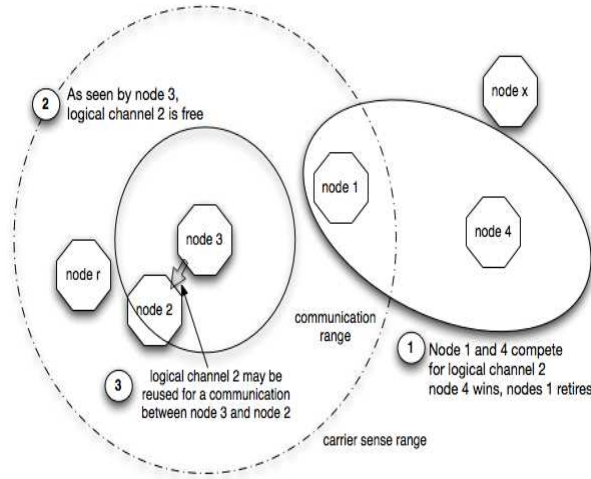 2
As seen by node 3,
logical channel 2 is free
node x
node 1
node 3
node 4
node r
node 2
communication
range
1
Node 1 and 4 compete
for logical channel 2
node 4 wins, nodes 1 retires
3
logical channel 2 may be
reused for a communication
between node 3 and node 2
carrier sense range